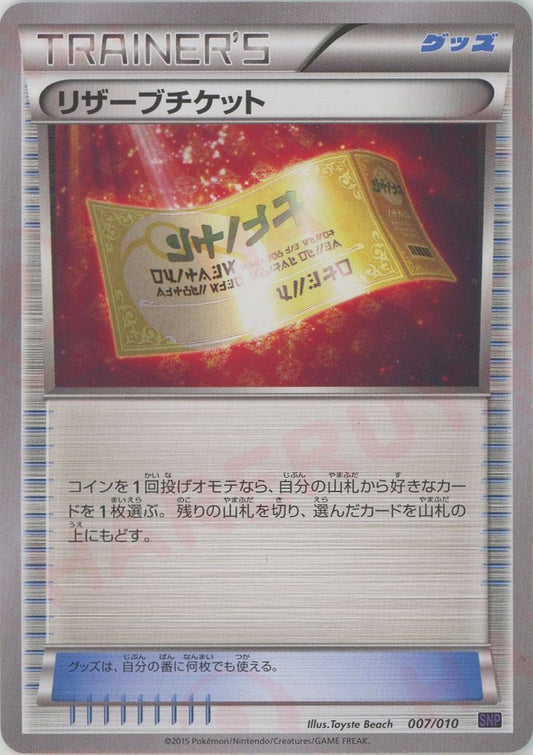 TRAINER'S
グッズ
リザーブチケット
コインを1回投げオモテなら、自分の山札から好きなカー
ドを1枚選ぶ。残りの山札を切り、選んだカードを山札の
上にもどす。
グッズは、自分の番に何枚でも使える。
Illus.Toyste Beach 007/010 SNP
©2015 Pokémon/Nintendo/Creatures/GAME FREAK.